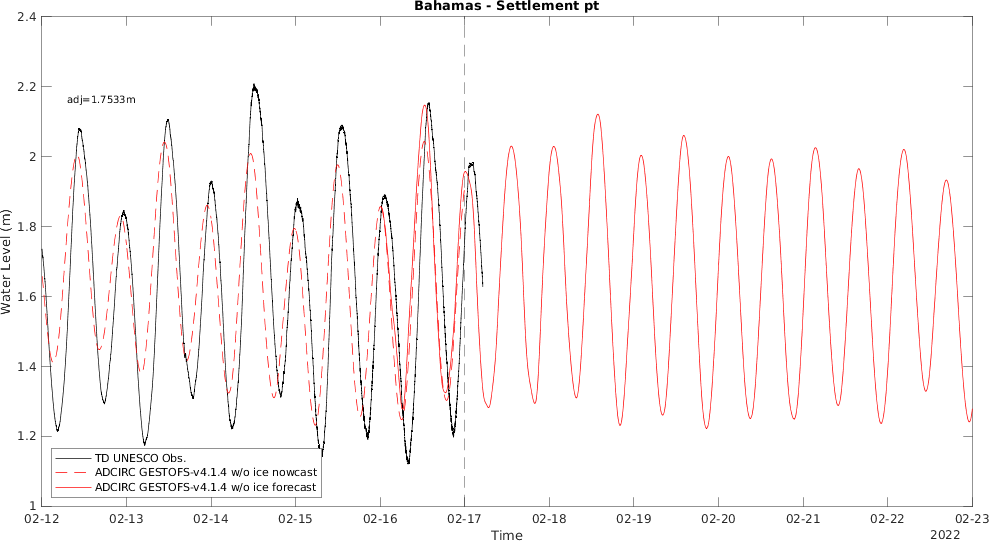 Bahamas - Settlement pt
2.4
2.2
2
1.8
1.6
1.4
1.2
1
Water Level (m)
adj=1.7533m
TD UNESCO Obs.
ADCIRC GESTOFS-v4.1.4 w/o ice nowcast
ADCIRC GESTOFS-v4.1.4 w/o ice forecast
02-12 02-13 02-14 02-15 02-16 02-17 02-18 02-19 02-20 02-21 02-22 02-23
Time
2022